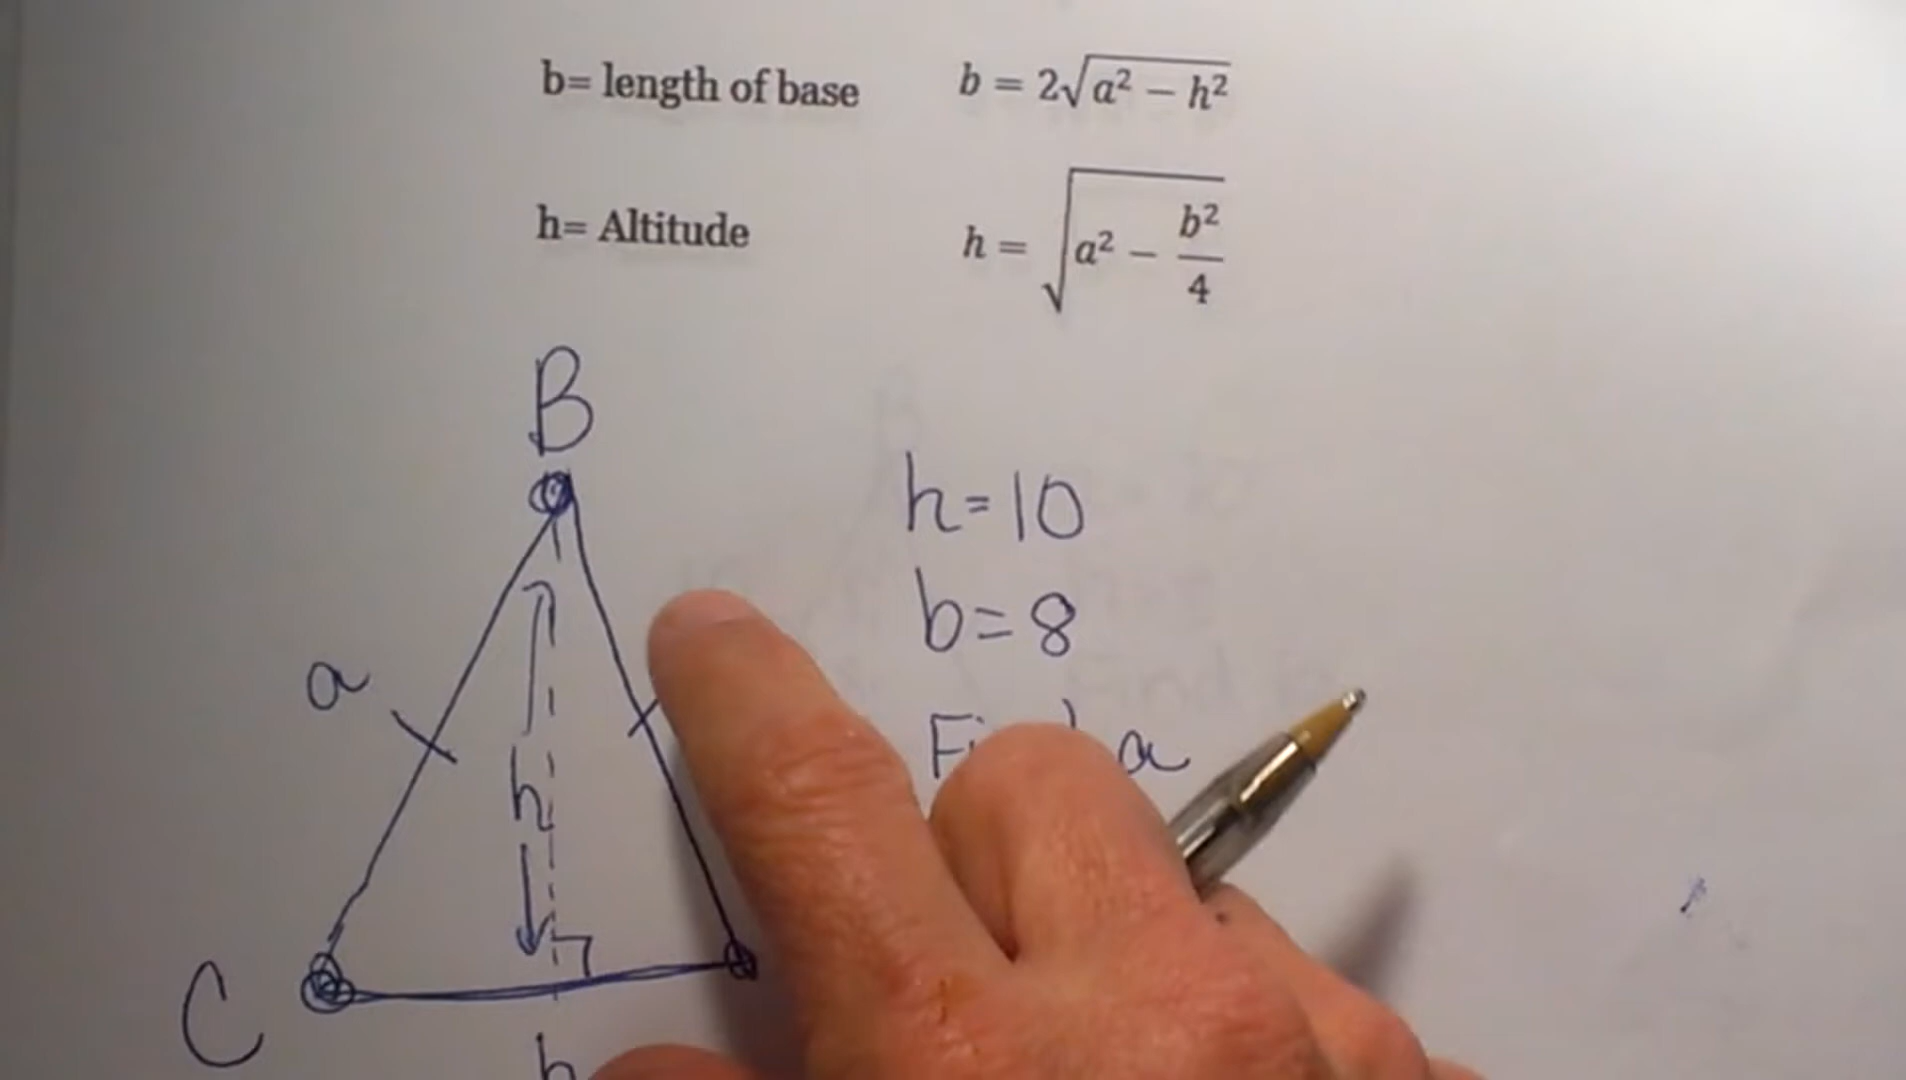 b= length of base b = 2√(a² − h²)
h= Altitude h = √(a² − b²/4)
B
h=10
b=8
a
a
h
C
b